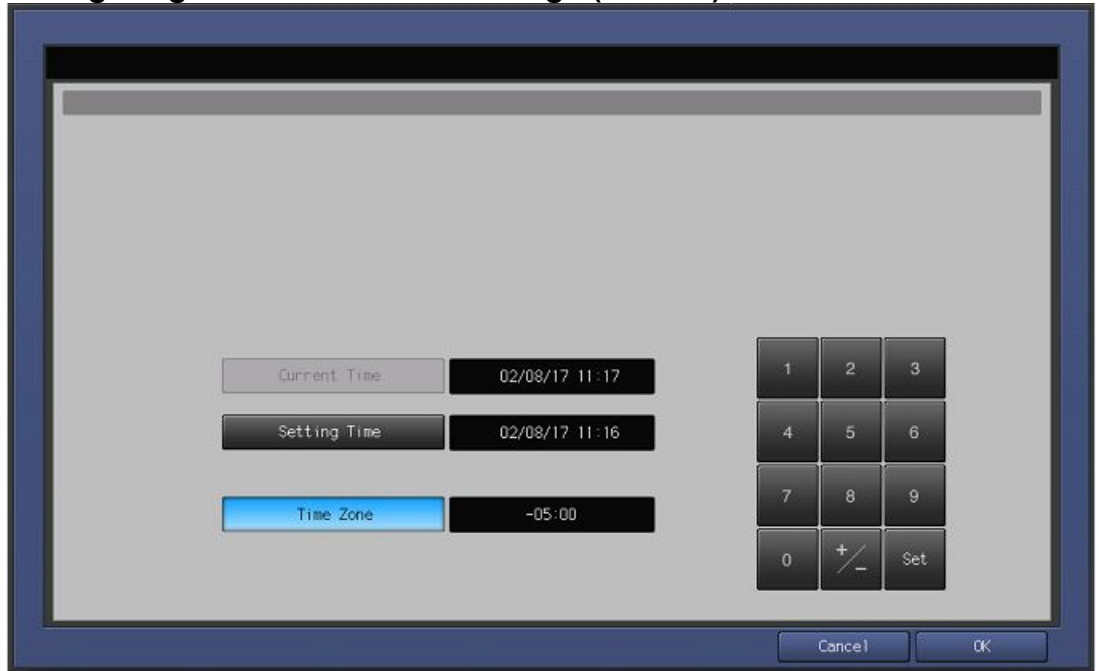 Current Time 02/08/17 11:17
Setting Time 02/08/17 11:16
Time Zone -05:00
1 2 3
4 5 6
7 8 9
0 +/- Set
Cancel OK